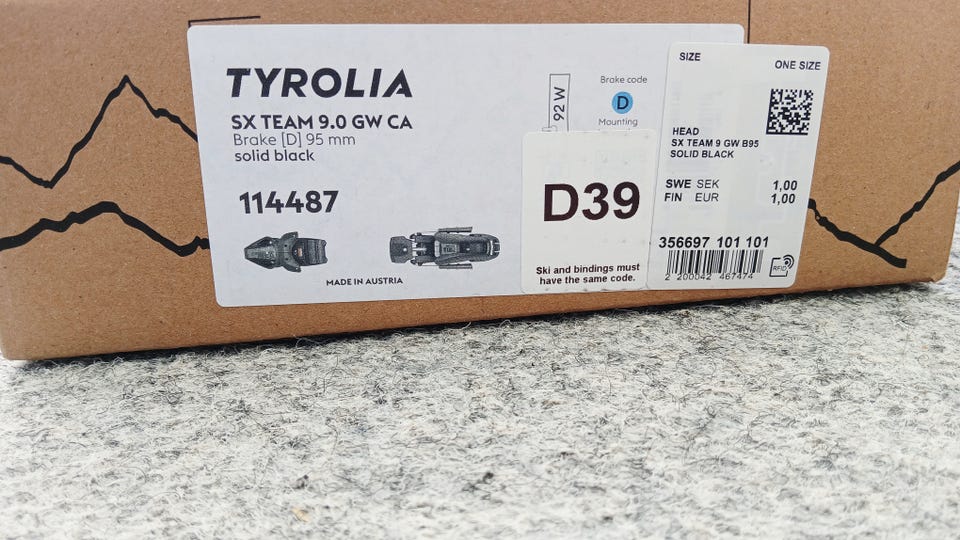 TYROLIA
SX TEAM 9.0 GW CA
Brake [D] 95 mm
solid black
114487
MADE IN AUSTRIA
92 W
Brake code
D
Mounting
D39
Ski and bindings must
have the same code.
SIZE ONE SIZE
HEAD
SX TEAM 9 GW B95
SOLID BLACK
SWE SEK 1,00
FIN EUR 1,00
356697 101 101
2 200042 467474
RFID